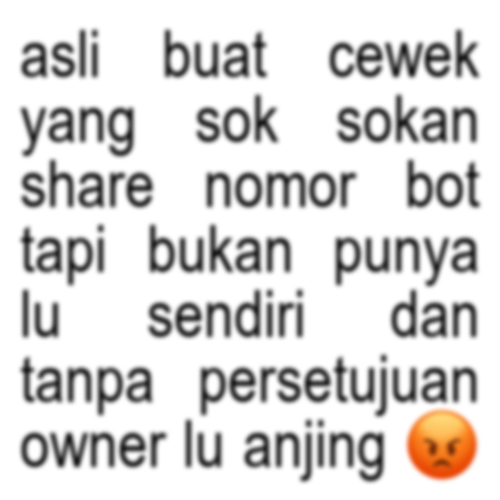 asli buat cewek
yang sok sokan
share nomor bot
tapi bukan punya
lu sendiri dan
tanpa persetujuan
owner lu anjing 😡